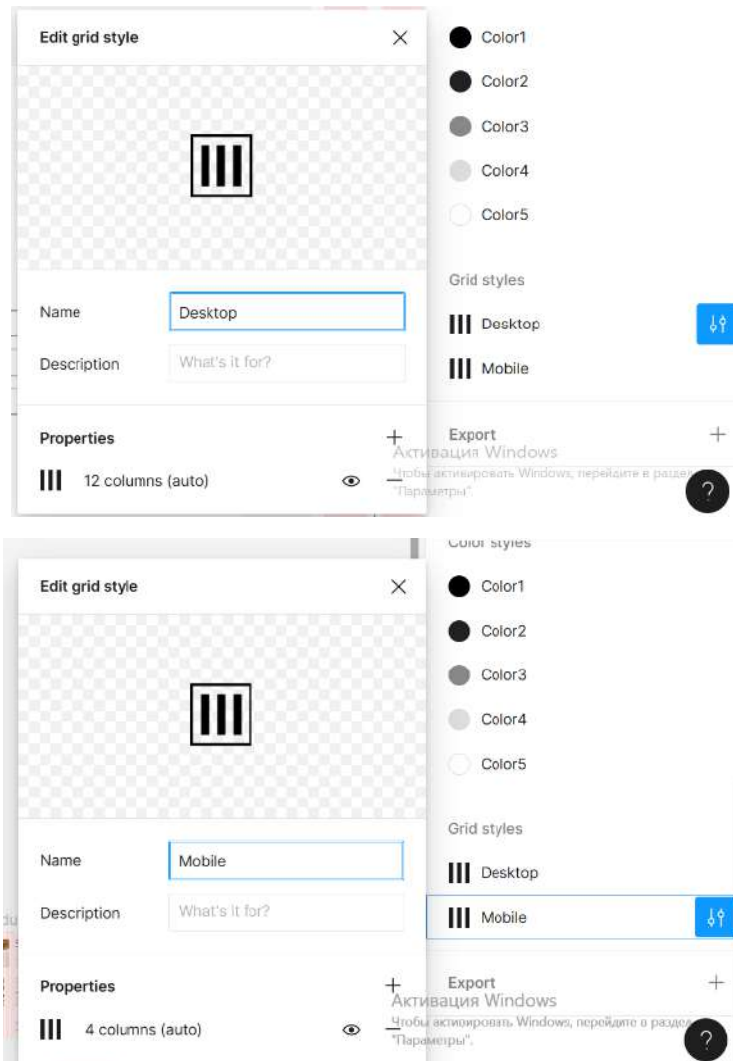 Edit grid style
Color1
Color2
Color3
Color4
Color5
Grid styles
Name Desktop
Desktop
Description What's it for?
Mobile
Properties
Export
Активация Windows
12 columns (auto)
Чтобы активировать Windows, перейдите в раздел
"Параметры".
?
Color styles
Edit grid style
Color1
Color2
Color3
Color4
Color5
Grid styles
Name Mobile
Desktop
Description What's it for?
Mobile
Properties
Export
Активация Windows
4 columns (auto)
Чтобы активировать Windows, перейдите в раздел
"Параметры".
?